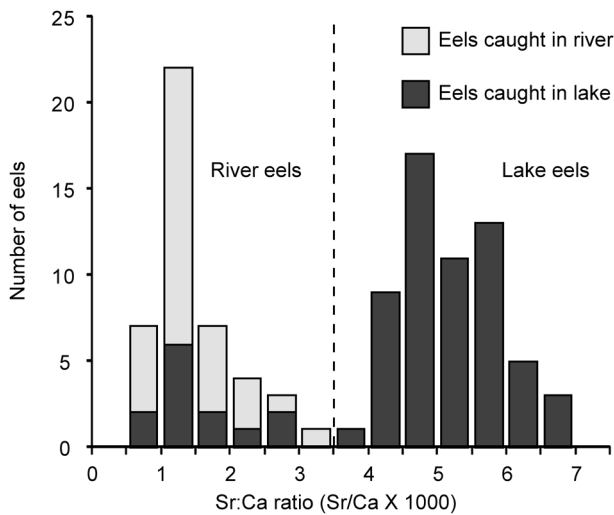 25
20
15
10
5
0
Number of eels
Eels caught in river
Eels caught in lake
River eels
Lake eels
0 1 2 3 4 5 6 7
Sr:Ca ratio (Sr/Ca X 1000)